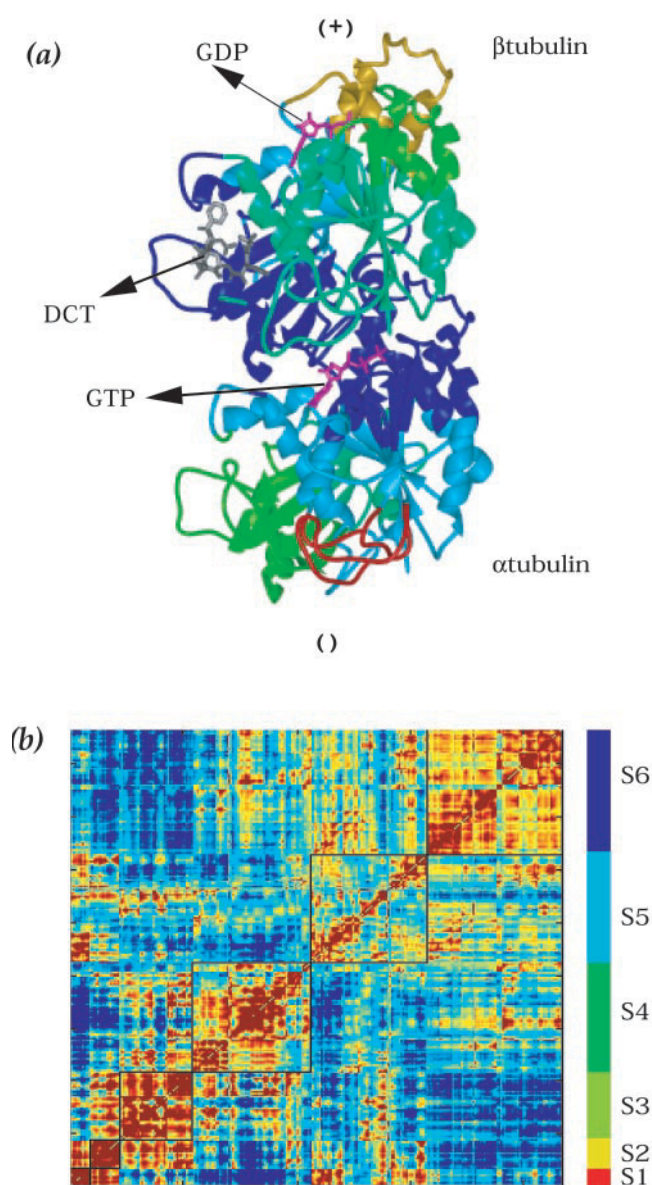 (a)
(+)
βtubulin
GDP
DCT
GTP
αtubulin
()
(b)
S6
S5
S4
S3
S2
S1